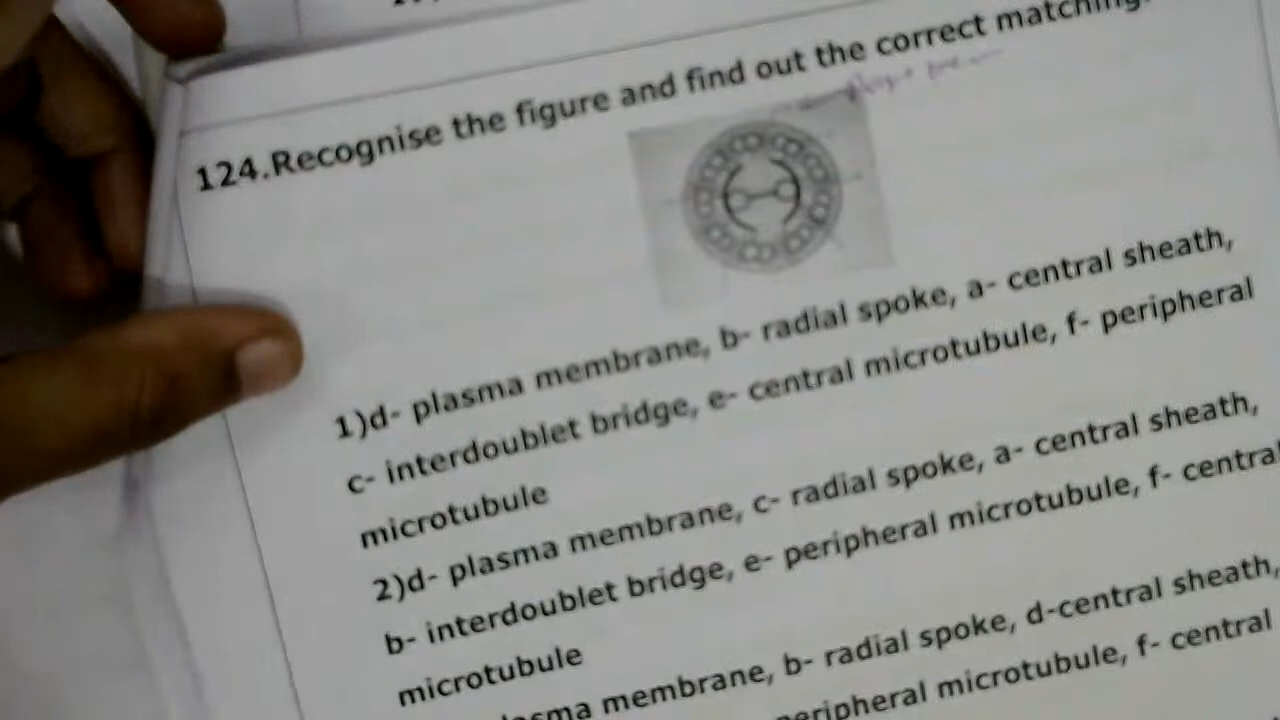 124.Recognise the figure and find out the correct matching.
1)d- plasma membrane, b- radial spoke, a- central sheath,
c- interdoublet bridge, e- central microtubule, f- peripheral
microtubule
2)d- plasma membrane, c- radial spoke, a- central sheath,
b- interdoublet bridge, e- peripheral microtubule, f- central
microtubule
membrane, b- radial spoke, d-central sheath,
peripheral microtubule, f- central